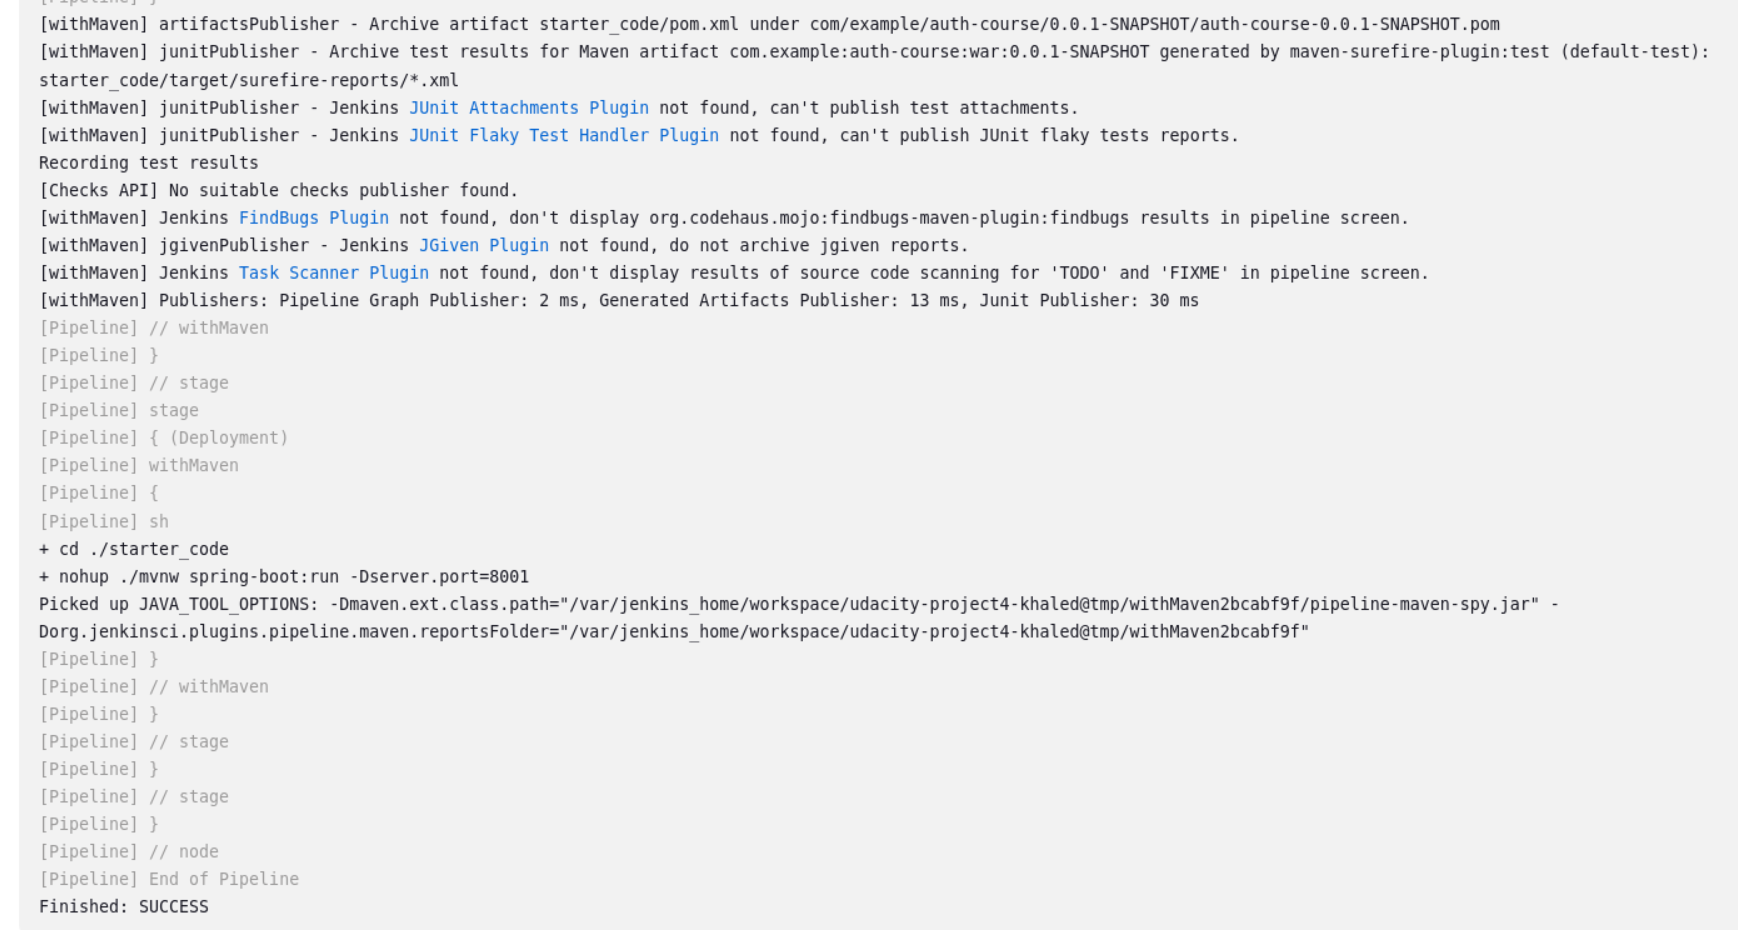 [Pipeline] }
[withMaven] artifactsPublisher - Archive artifact starter_code/pom.xml under com/example/auth-course/0.0.1-SNAPSHOT/auth-course-0.0.1-SNAPSHOT.pom
[withMaven] junitPublisher - Archive test results for Maven artifact com.example:auth-course:war:0.0.1-SNAPSHOT generated by maven-surefire-plugin:test (default-test):
starter_code/target/surefire-reports/*.xml
[withMaven] junitPublisher - Jenkins JUnit Attachments Plugin not found, can't publish test attachments.
[withMaven] junitPublisher - Jenkins JUnit Flaky Test Handler Plugin not found, can't publish JUnit flaky tests reports.
Recording test results
[Checks API] No suitable checks publisher found.
[withMaven] Jenkins FindBugs Plugin not found, don't display org.codehaus.mojo:findbugs-maven-plugin:findbugs results in pipeline screen.
[withMaven] jgivenPublisher - Jenkins JGiven Plugin not found, do not archive jgiven reports.
[withMaven] Jenkins Task Scanner Plugin not found, don't display results of source code scanning for 'TODO' and 'FIXME' in pipeline screen.
[withMaven] Publishers: Pipeline Graph Publisher: 2 ms, Generated Artifacts Publisher: 13 ms, Junit Publisher: 30 ms
[Pipeline] // withMaven
[Pipeline] }
[Pipeline] // stage
[Pipeline] stage
[Pipeline] { (Deployment)
[Pipeline] withMaven
[Pipeline] {
[Pipeline] sh
+ cd ./starter_code
+ nohup ./mvnw spring-boot:run -Dserver.port=8001
Picked up JAVA_TOOL_OPTIONS: -Dmaven.ext.class.path="/var/jenkins_home/workspace/udacity-project4-khaled@tmp/withMaven2bcabf9f/pipeline-maven-spy.jar" -
Dorg.jenkinsci.plugins.pipeline.maven.reportsFolder="/var/jenkins_home/workspace/udacity-project4-khaled@tmp/withMaven2bcabf9f"
[Pipeline] }
[Pipeline] // withMaven
[Pipeline] }
[Pipeline] // stage
[Pipeline] }
[Pipeline] // stage
[Pipeline] }
[Pipeline] // node
[Pipeline] End of Pipeline
Finished: SUCCESS